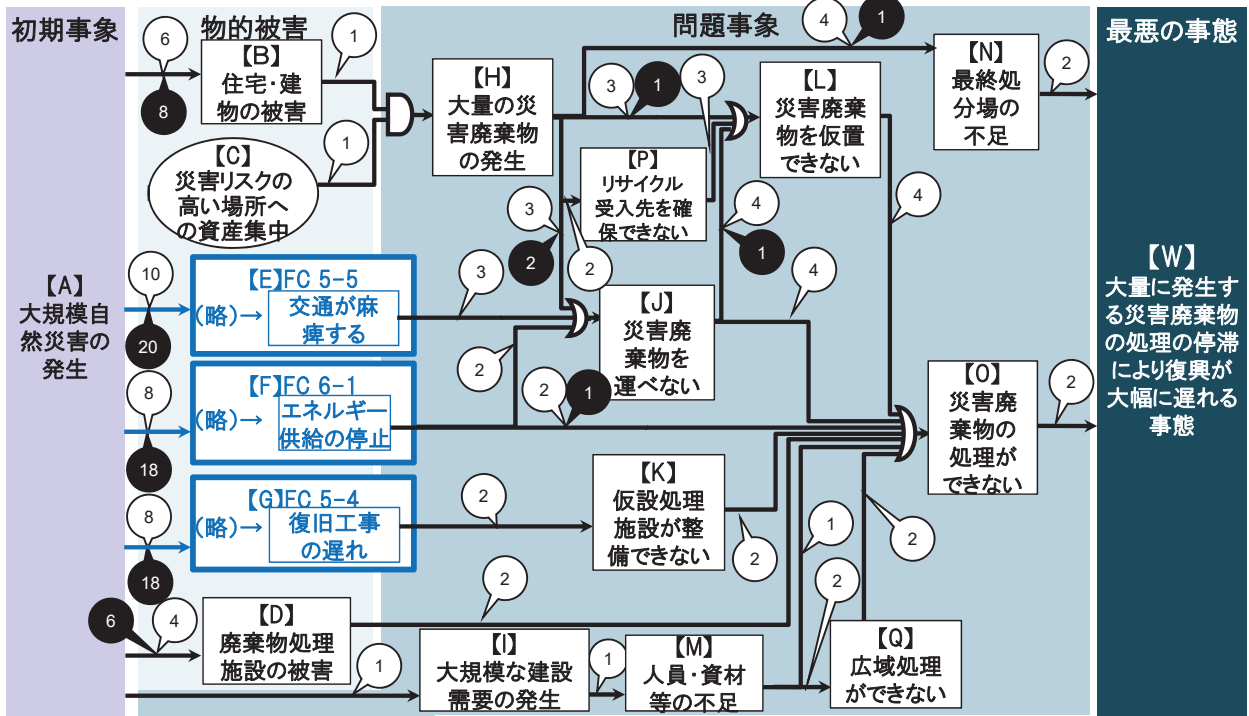 初期事象
物的被害
問題事象
最悪の事態
【A】
大規模自
然災害の
発生
6
8
【B】
住宅・建
物の被害
1
【C】
災害リスクの
高い場所へ
の資産集中
1
10
20
【E】FC 5-5
(略)→
交通が麻
痺する
3
8
18
【F】FC 6-1
(略)→
エネルギー
供給の停止
2
2
1
8
18
【G】FC 5-4
(略)→
復旧工事
の遅れ
2
6
4
【D】
廃棄物処理
施設の被害
2
1
【H】
大量の災
害廃棄物
の発生
4
1
3
1
3
3
2
2
【P】
リサイクル
受入先を確
保できない
【L】
災害廃棄
物を仮置
できない
4
【J】
災害廃
棄物を
運べない
4
1
4
【K】
仮設処理
施設が整
備できない
2
【I】
大規模な建設
需要の発生
1
【M】
人員・資材
等の不足
1
2
【Q】
広域処理
ができない
2
【N】
最終処
分場の
不足
2
【O】
災害廃
棄物の
処理が
できない
2
【W】
大量に発生す
る災害廃棄物
の処理の停滞
により復興が
大幅に遅れる
事態